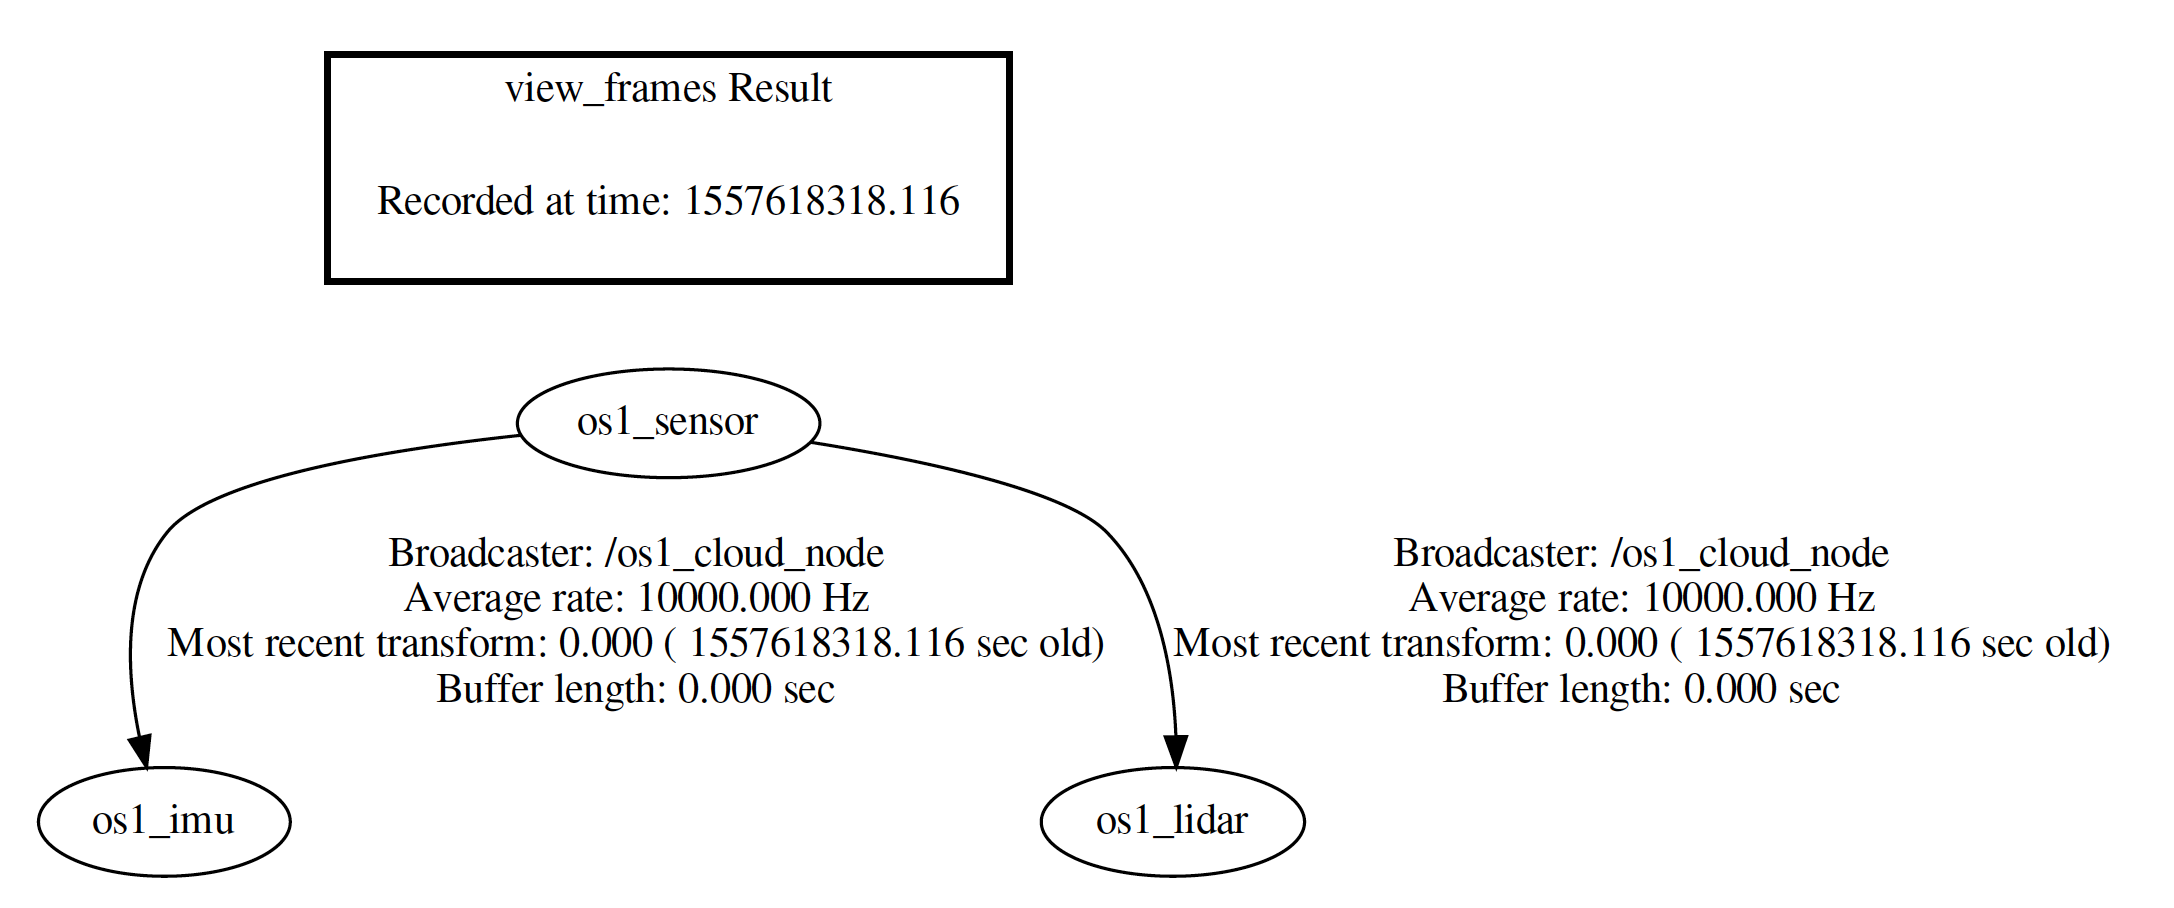 view_frames Result
Recorded at time: 1557618318.116
os1_sensor
Broadcaster: /os1_cloud_node
Average rate: 10000.000 Hz
Most recent transform: 0.000 ( 1557618318.116 sec old)
Buffer length: 0.000 sec
Broadcaster: /os1_cloud_node
Average rate: 10000.000 Hz
Most recent transform: 0.000 ( 1557618318.116 sec old)
Buffer length: 0.000 sec
os1_imu
os1_lidar